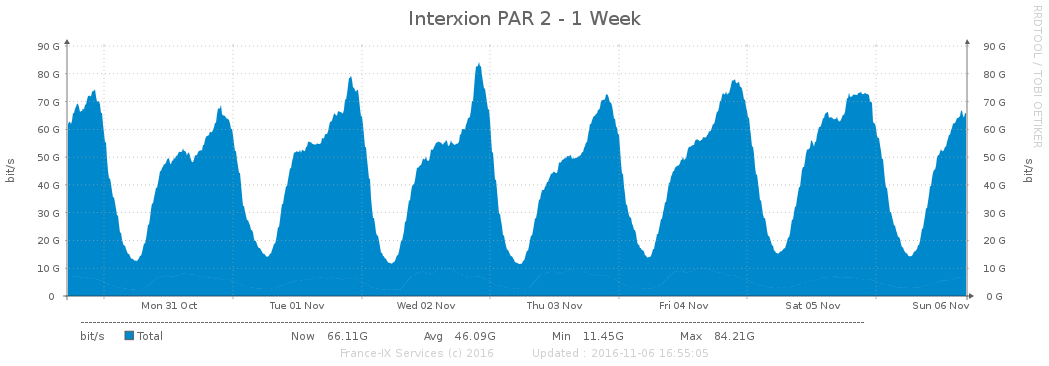 Interxion PAR 2 - 1 Week
RRDTOOL / TOBI OETIKER
90 G 90 G
80 G 80 G
70 G 70 G
60 G 60 G
50 G 50 G
40 G 40 G
30 G 30 G
20 G 20 G
10 G 10 G
0 0 G
bit/s bit/s
Mon 31 Oct Tue 01 Nov Wed 02 Nov Thu 03 Nov Fri 04 Nov Sat 05 Nov Sun 06 Nov
bit/s Total Now 66.11G Avg 46.09G Min 11.45G Max 84.21G
France-IX Services (c) 2016 Updated : 2016-11-06 16:55:05